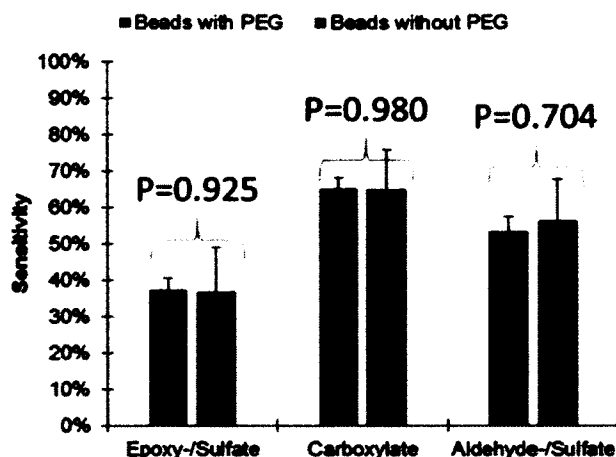 Beads with PEG Beads without PEG
100%
90%
80%
70%
60%
50%
40%
30%
20%
10%
0%
Sensitivity
P=0.925
P=0.980
P=0.704
Epoxy-/Sulfate Carboxylate Aldehyde-/Sulfate